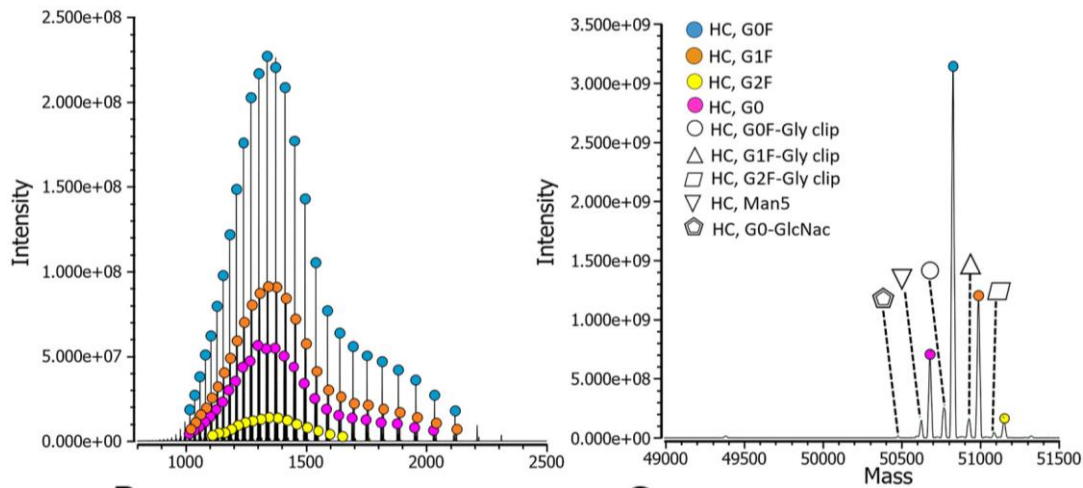 2.500e+08
2.000e+08
1.500e+08
1.000e+08
5.000e+07
0.000e+00
Intensity
1000 1500 2000 2500
3.500e+09
3.000e+09
2.500e+09
2.000e+09
1.500e+09
1.000e+09
5.000e+08
0.000e+00
Intensity
HC, G0F
HC, G1F
HC, G2F
HC, G0
HC, G0F-Gly clip
HC, G1F-Gly clip
HC, G2F-Gly clip
HC, Man5
HC, G0-GlcNac
49000 49500 50000 50500 51000 51500
Mass